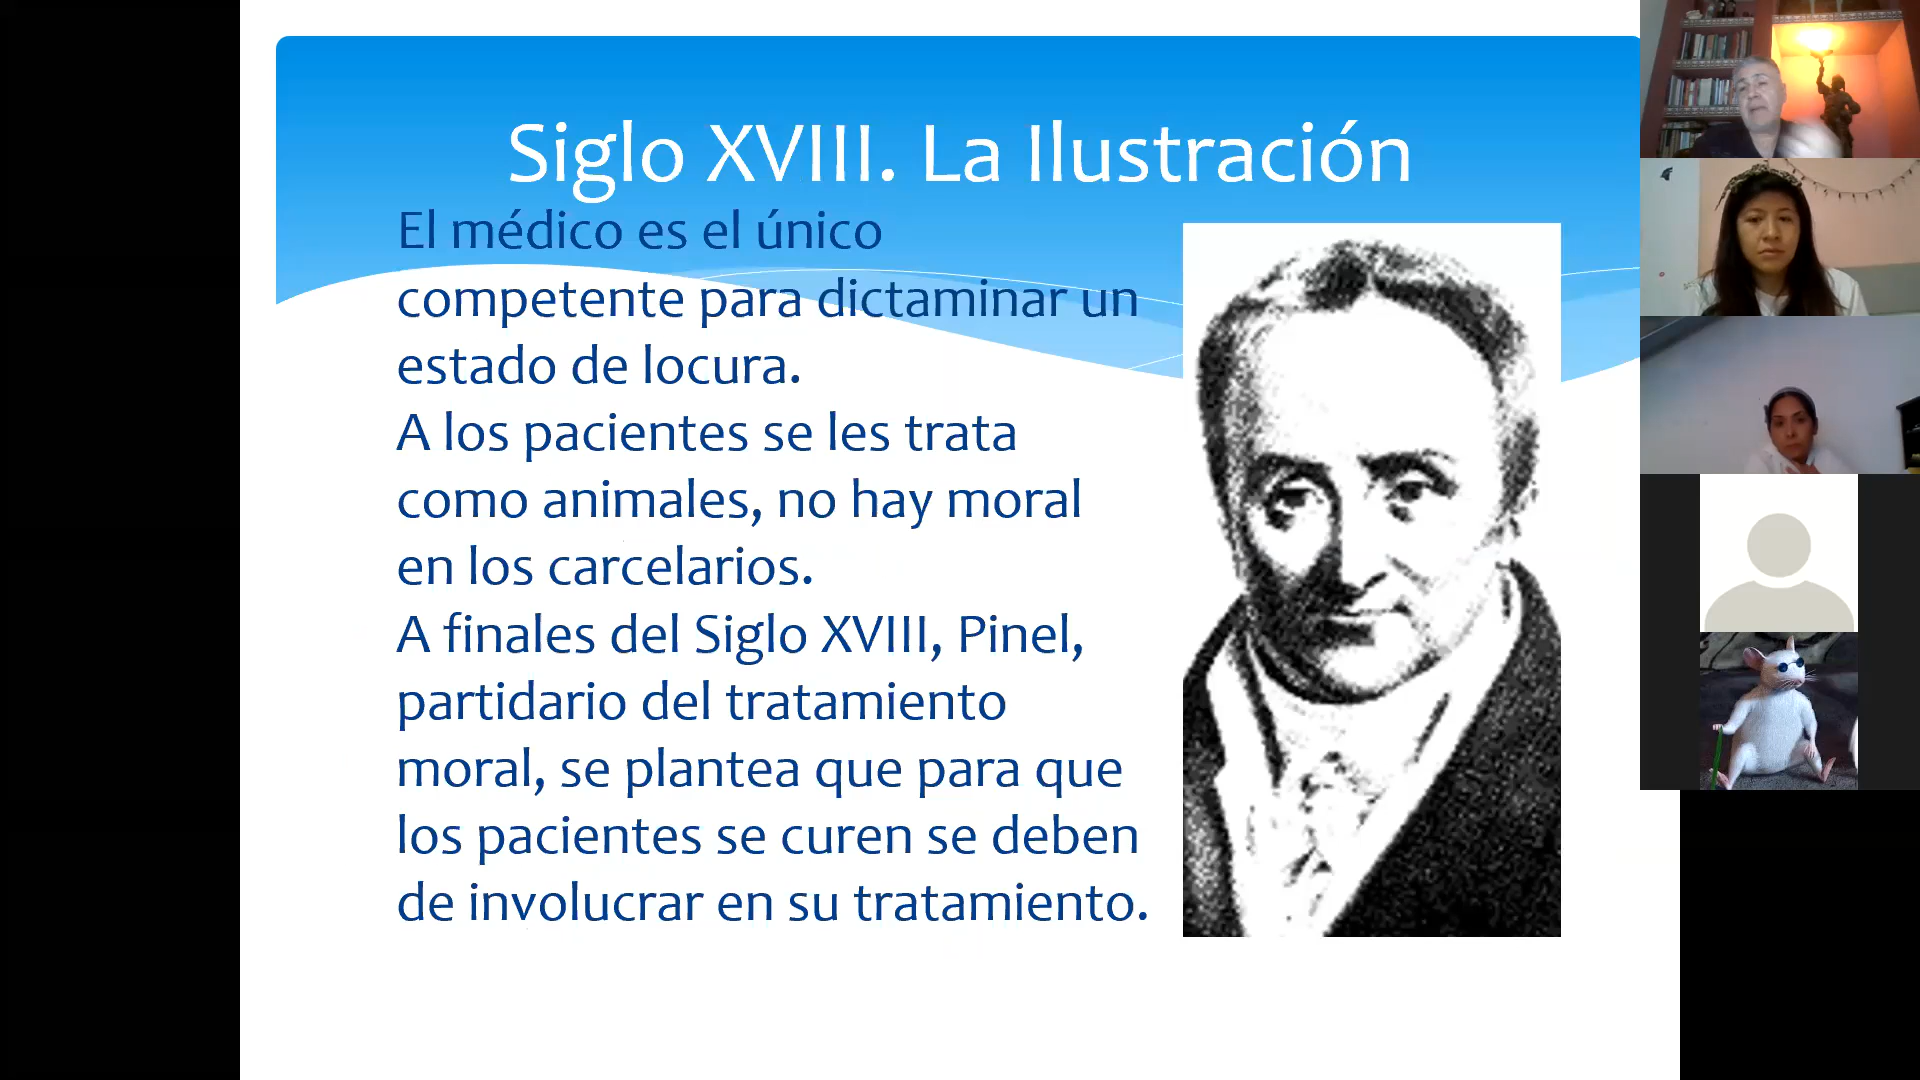 Siglo XVIII. La Ilustración
El médico es el único
competente para dictaminar un
estado de locura.
A los pacientes se les trata
como animales, no hay moral
en los carcelarios.
A finales del Siglo XVIII, Pinel,
partidario del tratamiento
moral, se plantea que para que
los pacientes se curen se deben
de involucrar en su tratamiento.